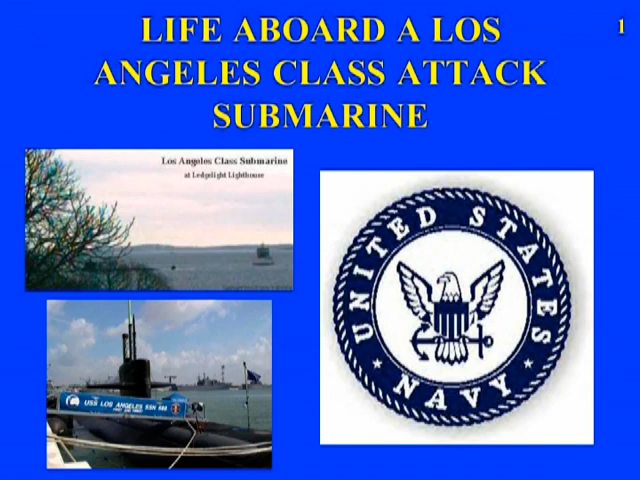 LIFE ABOARD A LOS
ANGELES CLASS ATTACK
SUBMARINE
1
Los Angeles Class Submarine
at Ledgelight Lighthouse
UNITED STATES
NAVY
USS LOS ANGELES SSN 688